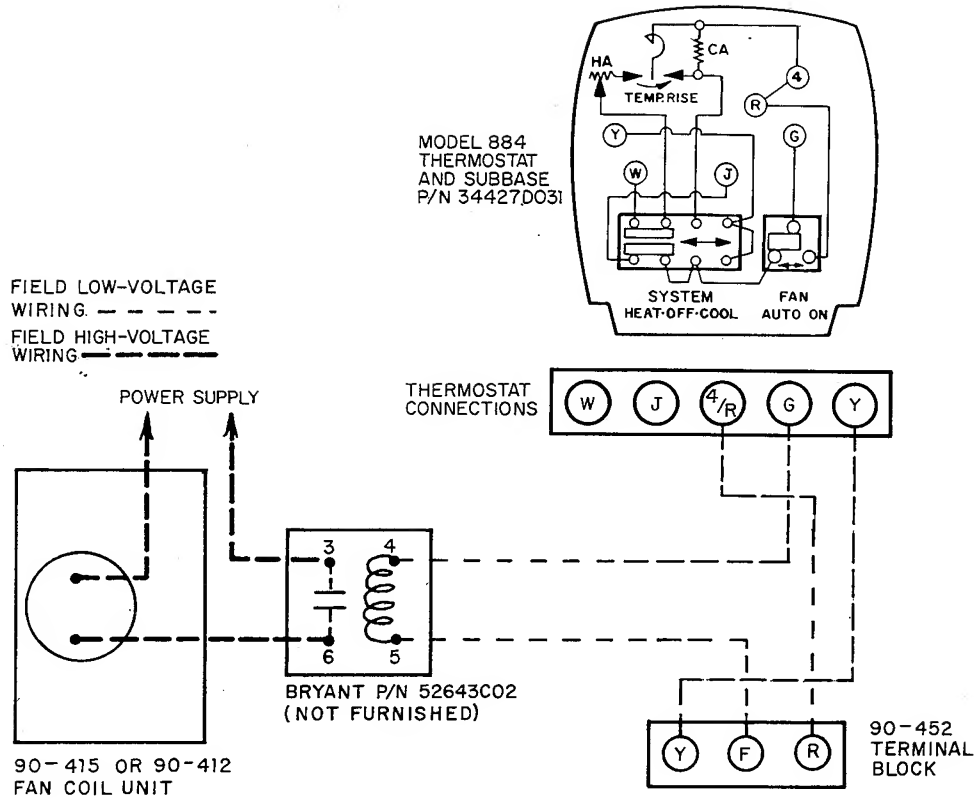 HA
CA
TEMP.RISE
4
R
Y
G
W
J
MODEL 884
THERMOSTAT
AND SUBBASE
P/N 34427D031
SYSTEM
HEAT-OFF-COOL
FAN
AUTO ON
FIELD LOW-VOLTAGE
WIRING
FIELD HIGH-VOLTAGE
WIRING
POWER SUPPLY
THERMOSTAT
CONNECTIONS
W J 4/R G Y
3 4
6 5
BRYANT P/N 52643C02
(NOT FURNISHED)
90-415 OR 90-412
FAN COIL UNIT
Y F R
90-452
TERMINAL
BLOCK